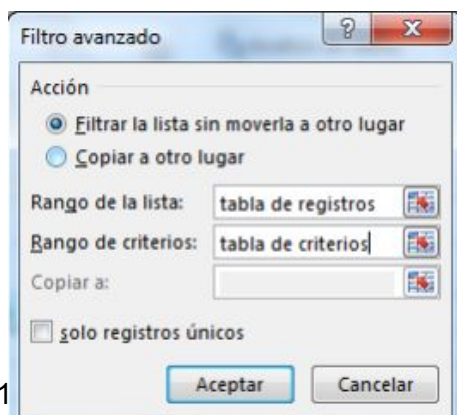 Filtro avanzado
Acción
Filtrar la lista sin moverla a otro lugar
Copiar a otro lugar
Rango de la lista: tabla de registros
Rango de criterios: tabla de criterios
Copiar a:
solo registros únicos
1 Aceptar Cancelar